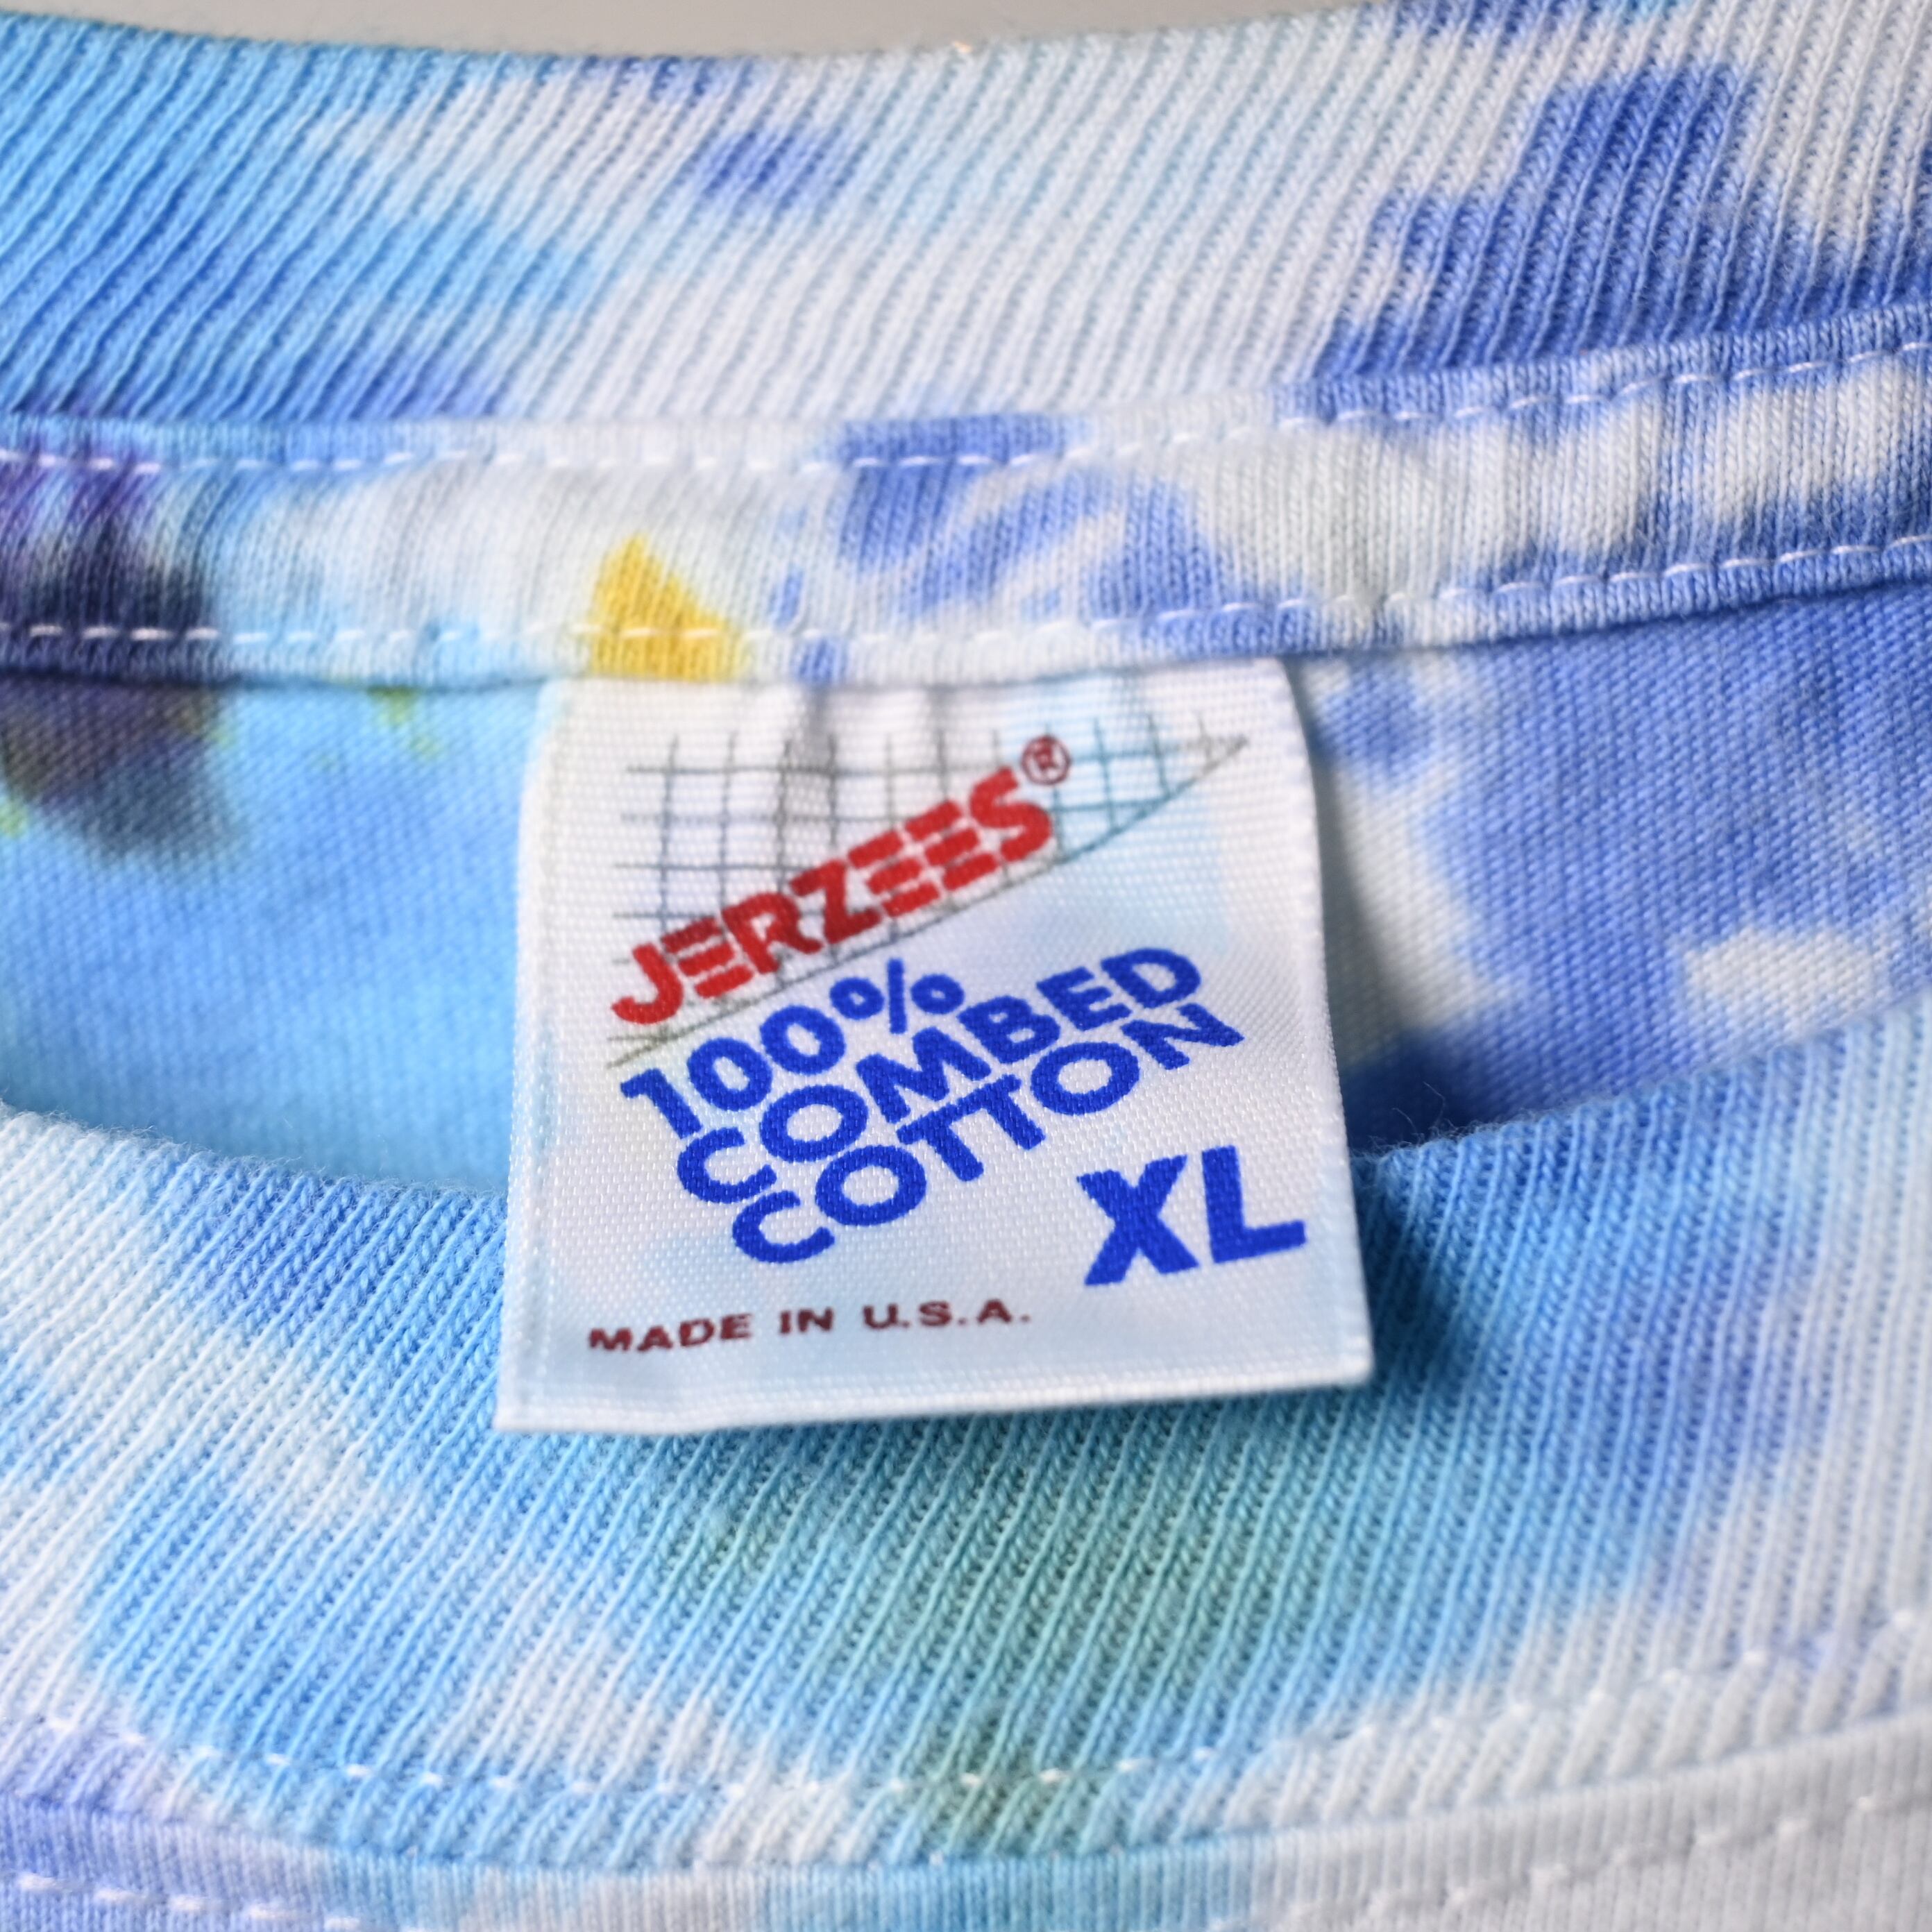 JERZEES®
100%
COMBED
COTTON
XL
MADE IN U.S.A.